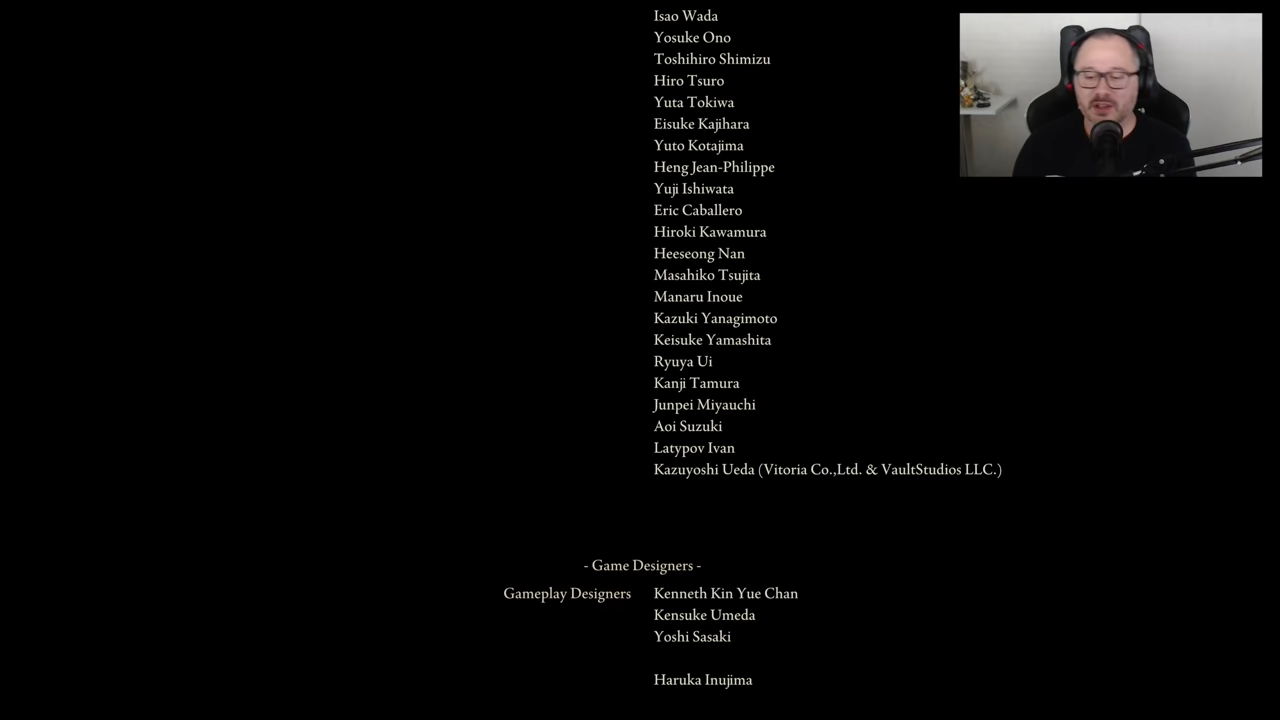 Isao Wada
Yosuke Ono
Toshihiro Shimizu
Hiro Tsuro
Yuta Tokiwa
Eisuke Kajihara
Yuto Kotajima
Heng Jean-Philippe
Yuji Ishiwata
Eric Caballero
Hiroki Kawamura
Heeseong Nan
Masahiko Tsujita
Manaru Inoue
Kazuki Yanagimoto
Keisuke Yamashita
Ryuya Ui
Kanji Tamura
Junpei Miyauchi
Aoi Suzuki
Latypov Ivan
Kazuyoshi Ueda (Vitoria Co.,Ltd. & VaultStudios LLC.)
- Game Designers -
Gameplay Designers Kenneth Kin Yue Chan
Kensuke Umeda
Yoshi Sasaki
Haruka Inujima